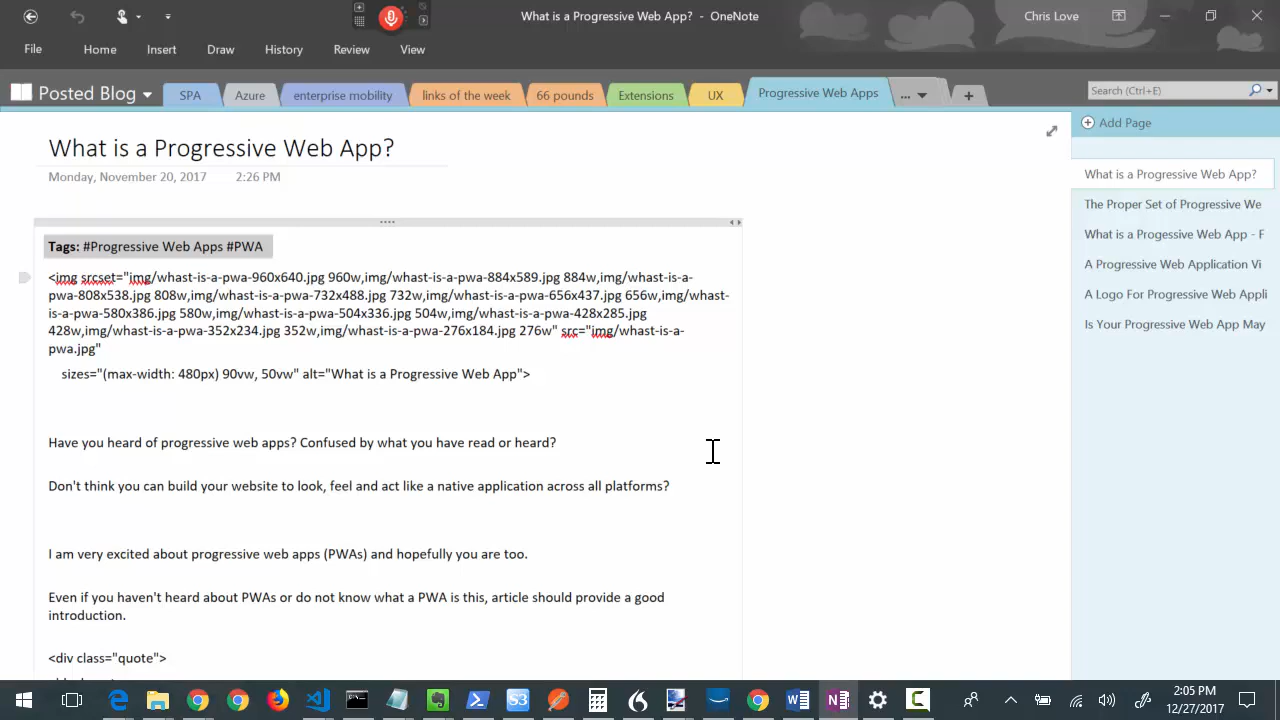 What is a Progressive Web App? - OneNote
Chris Love
File Home Insert Draw History Review View
Posted Blog
SPA Azure enterprise mobility links of the week 66 pounds Extensions UX Progressive Web Apps ... +
Search (Ctrl+E)
Add Page
What is a Progressive Web App?
The Proper Set of Progressive We
What is a Progessive Web App - F
A Progressive Web Application Vi
A Logo For Progressive Web Appli
Is Your Progressive Web App May
What is a Progressive Web App?
Monday, November 20, 2017 2:26 PM
Tags: #Progressive Web Apps #PWA
<img srcset="img/whast-is-a-pwa-960x640.jpg 960w,img/whast-is-a-pwa-884x589.jpg 884w,img/whast-is-a-
pwa-808x538.jpg 808w,img/whast-is-a-pwa-732x488.jpg 732w,img/whast-is-a-pwa-656x437.jpg 656w,img/whast-
is-a-pwa-580x386.jpg 580w,img/whast-is-a-pwa-504x336.jpg 504w,img/whast-is-a-pwa-428x285.jpg
428w,img/whast-is-a-pwa-352x234.jpg 352w,img/whast-is-a-pwa-276x184.jpg 276w" src="img/whast-is-a-
pwa.jpg"
sizes="(max-width: 480px) 90vw, 50vw" alt="What is a Progressive Web App">
Have you heard of progressive web apps? Confused by what you have read or heard?
Don't think you can build your website to look, feel and act like a native application across all platforms?
I am very excited about progressive web apps (PWAs) and hopefully you are too.
Even if you haven't heard about PWAs or do not know what a PWA is this, article should provide a good
introduction.
<div class="quote">
2:05 PM
12/27/2017